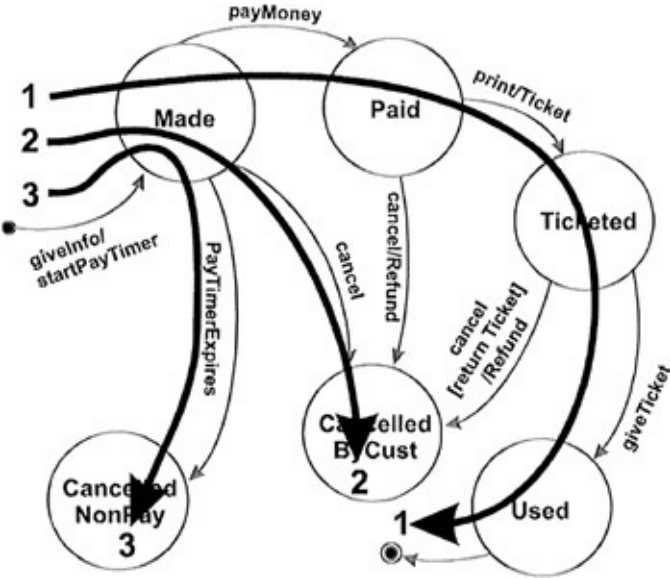 payMoney
1
Made
Paid
print/Ticket
2
3
Ticketed
giveInfo/
startPayTimer
PayTimerExpires
cancel
cancel/Refund
cancel
[return Ticket]
/Refund
giveTicket
Cancelled
ByCust
2
Cancelled
NonPay
3
1
Used